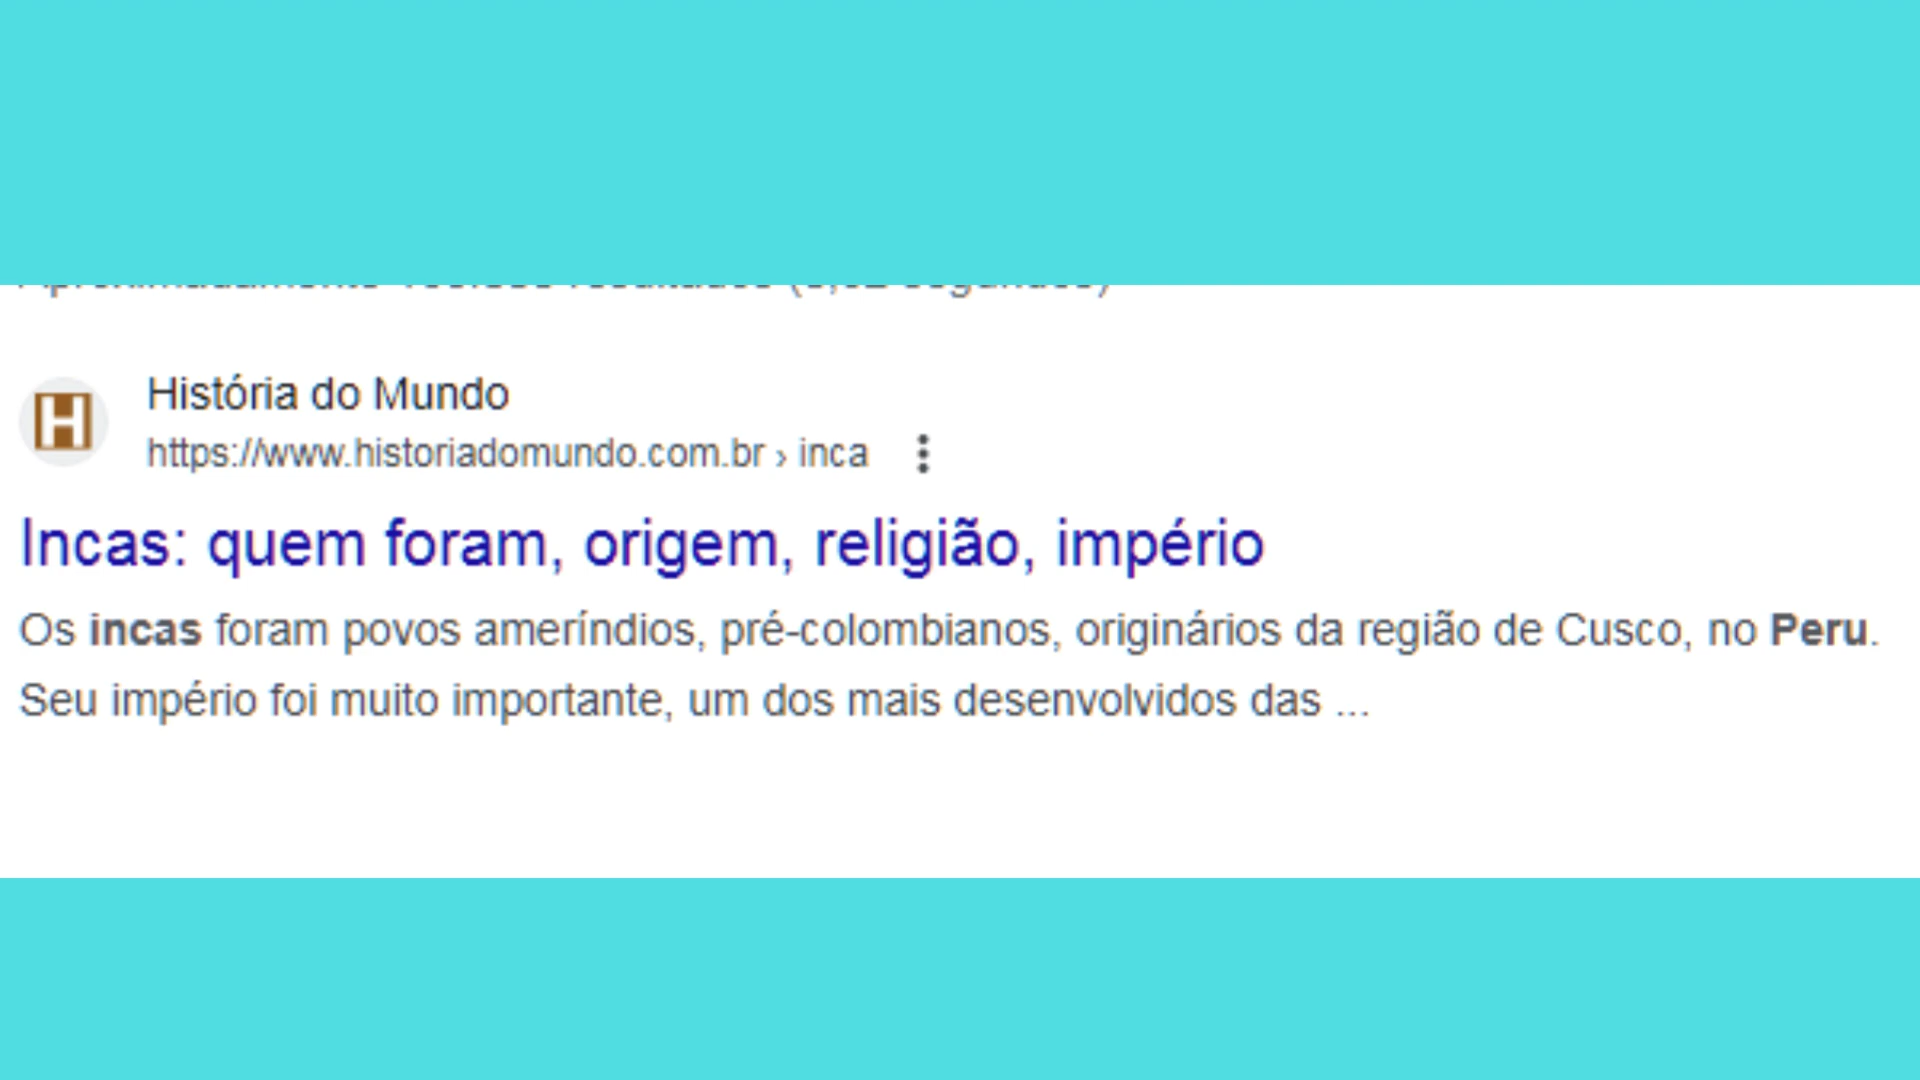 História do Mundo
https://www.historiadomundo.com.br › inca
Incas: quem foram, origem, religião, império
Os incas foram povos ameríndios, pré-colombianos, originários da região de Cusco, no Peru.
Seu império foi muito importante, um dos mais desenvolvidos das ...